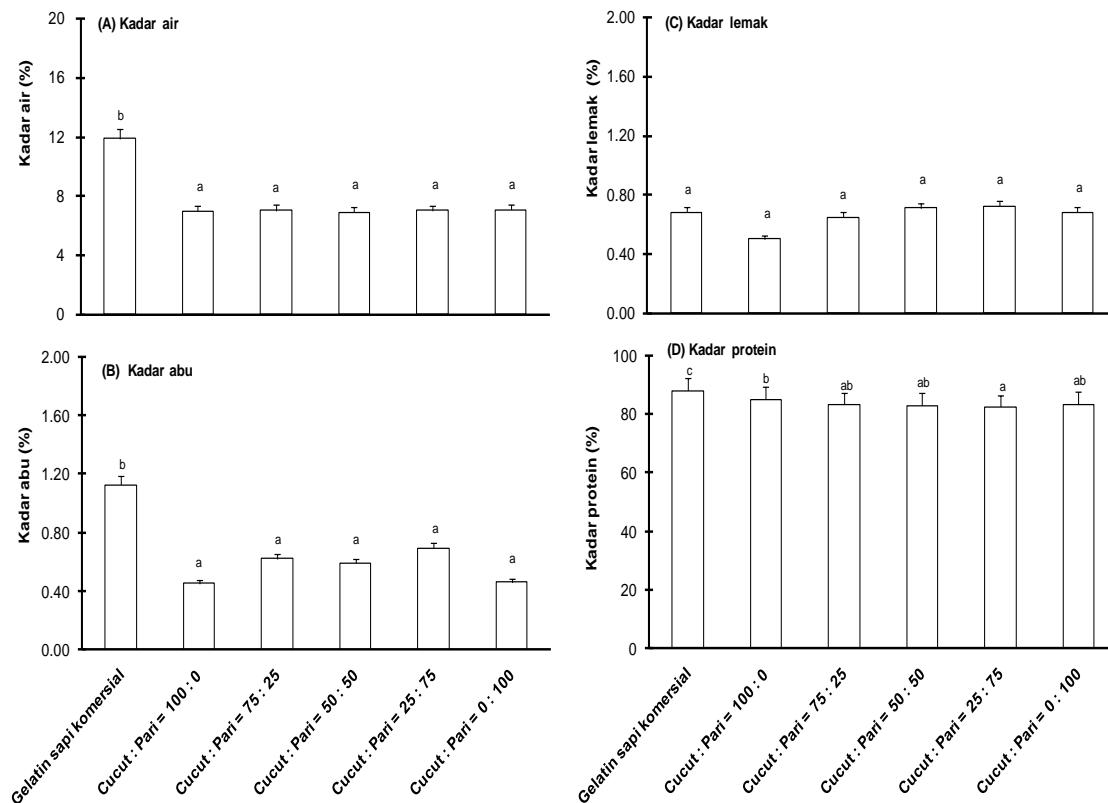 (A) Kadar air
Kadar air (%)
20
16
12
8
4
0
b
a
a
a
a
a
(B) Kadar abu
Kadar abu (%)
2.00
1.60
1.20
0.80
0.40
0.00
b
a
a
a
a
a
Gelatin sapi komersial
Cucut : Pari = 100 : 0
Cucut : Pari = 75 : 25
Cucut : Pari = 50 : 50
Cucut : Pari = 25 : 75
Cucut : Pari = 0 : 100
(C) Kadar lemak
Kadar lemak (%)
2.00
1.60
1.20
0.80
0.40
0.00
a
a
a
a
a
a
(D) Kadar protein
Kadar protein (%)
100
80
60
40
20
0
c
b
ab
ab
a
ab
Gelatin sapi komersial
Cucut : Pari = 100 : 0
Cucut : Pari = 75 : 25
Cucut : Pari = 50 : 50
Cucut : Pari = 25 : 75
Cucut : Pari = 0 : 100